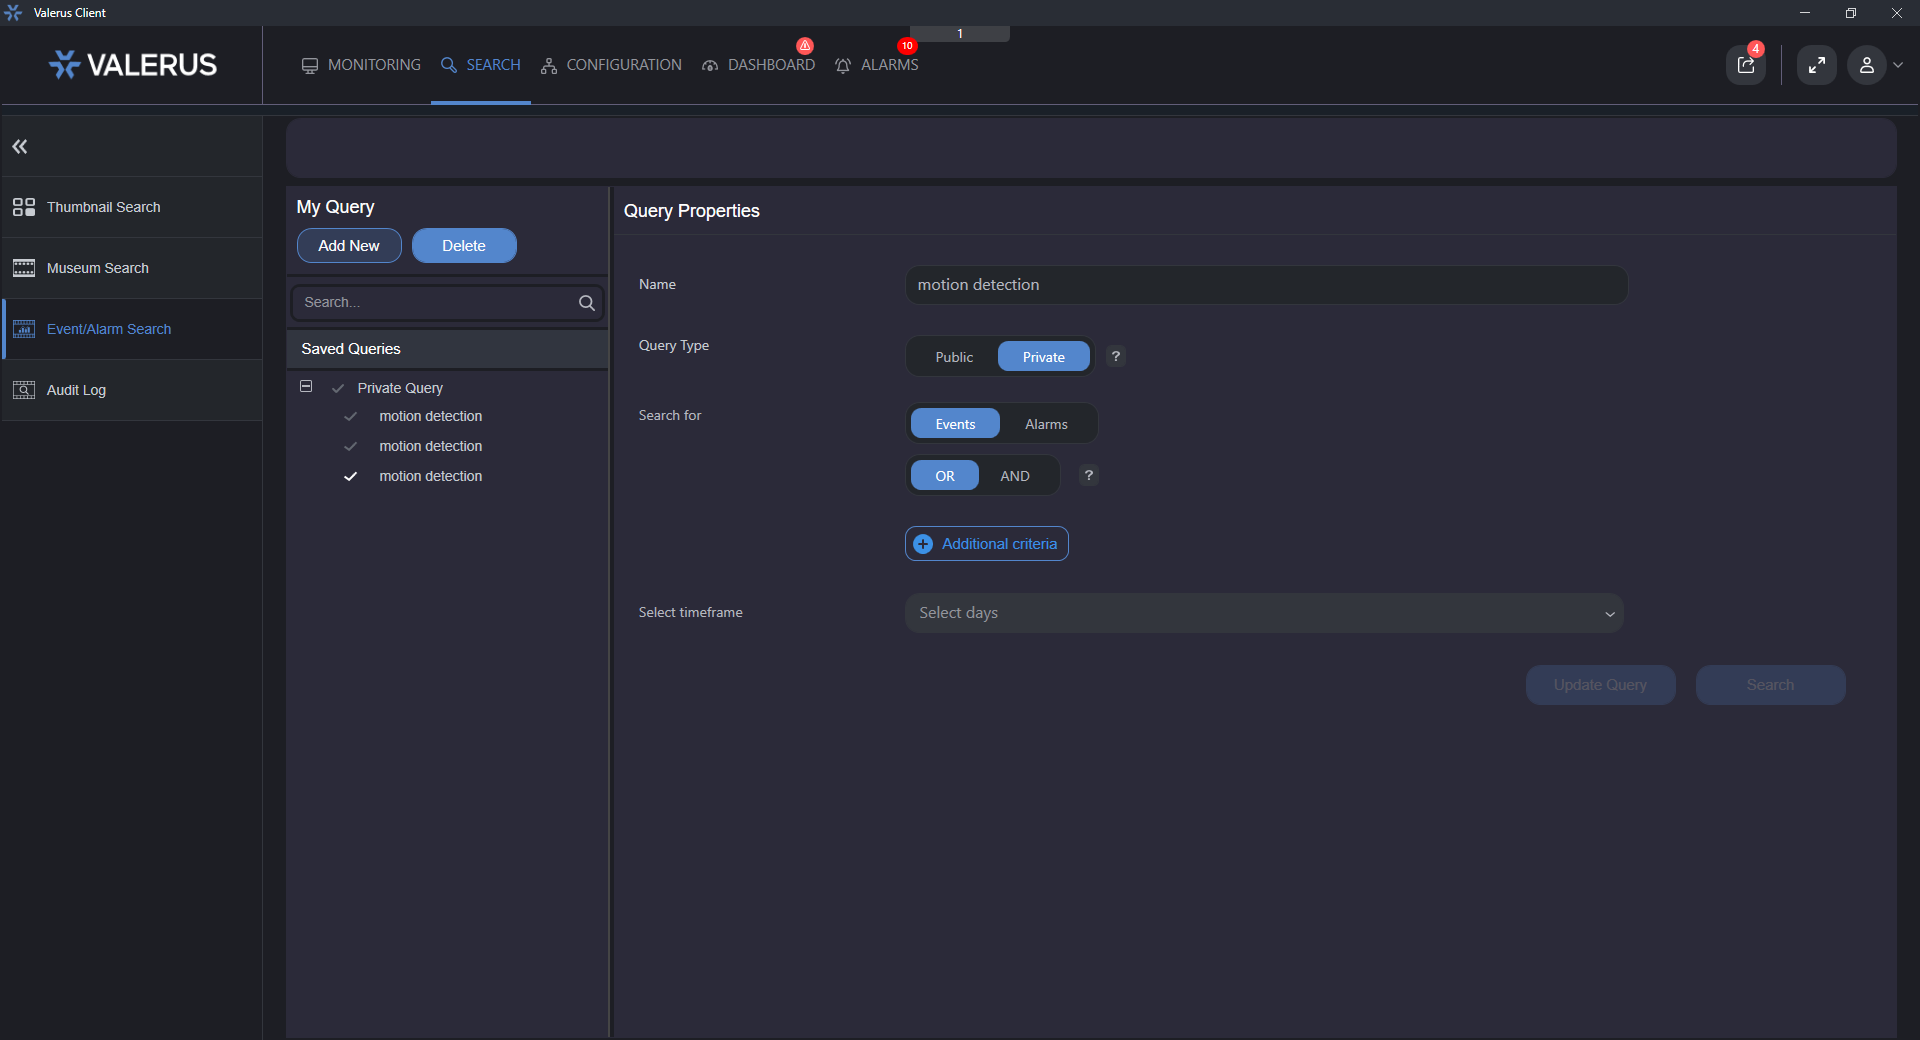 Valerus Client
1
VALERUS
MONITORING
SEARCH
CONFIGURATION
DASHBOARD
10
ALARMS
4
Thumbnail Search
Museum Search
Event/Alarm Search
Audit Log
My Query
Add New
Delete
Search...
Saved Queries
Private Query
motion detection
motion detection
motion detection
Query Properties
Name
motion detection
Query Type
Public
Private
?
Search for
Events
Alarms
OR
AND
?
Additional criteria
Select timeframe
Select days
Update Query
Search